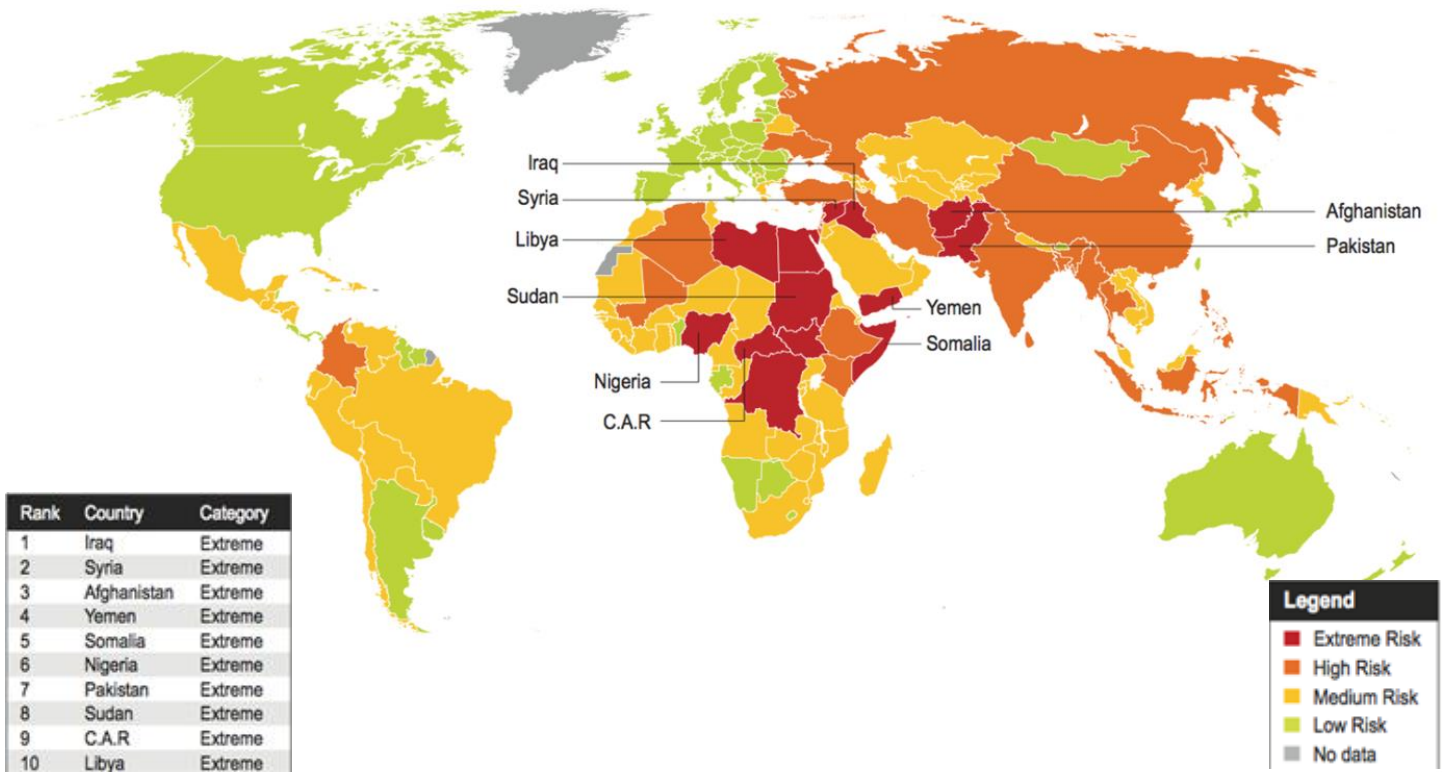 Iraq
Syria
Libya
Sudan
Nigeria
C.A.R
Afghanistan
Pakistan
Yemen
Somalia
Rank Country Category
1 Iraq Extreme
2 Syria Extreme
3 Afghanistan Extreme
4 Yemen Extreme
5 Somalia Extreme
6 Nigeria Extreme
7 Pakistan Extreme
8 Sudan Extreme
9 C.A.R Extreme
10 Libya Extreme
Legend
Extreme Risk
High Risk
Medium Risk
Low Risk
No data